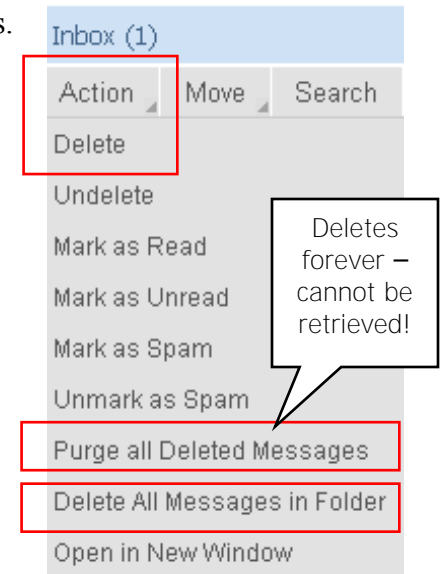 s.
Inbox (1)
Action Move Search
Delete
Undelete
Mark as Read
Mark as Unread
Mark as Spam
Unmark as Spam
Purge all Deleted Messages
Delete All Messages in Folder
Open in New Window
Deletes
forever –
cannot be
retrieved!